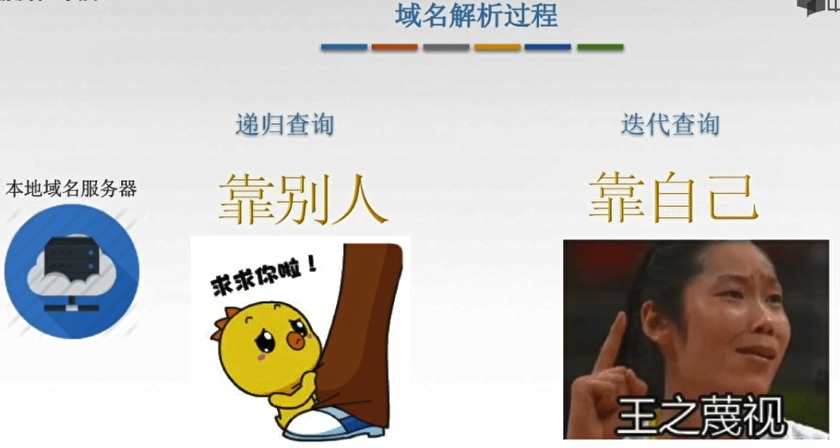 域名解析过程
递归查询
迭代查询
本地域名服务器
靠别人
靠自己
求求你啦！
王之蔑视